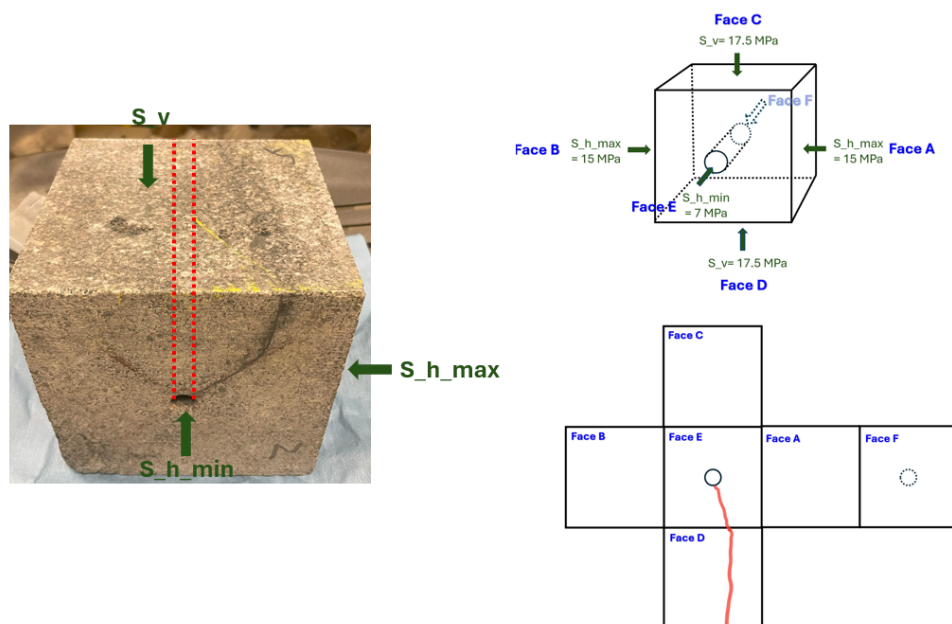 S_v
S_h_max
S_h_min
Face C
S_v= 17.5 MPa
Face F
Face B
S_h_max
= 15 MPa
S_h_max
= 15 MPa
Face A
S_h_min
= 7 MPa
Face E
S_v= 17.5 MPa
Face D
Face C
Face B
Face E
Face A
Face F
Face D